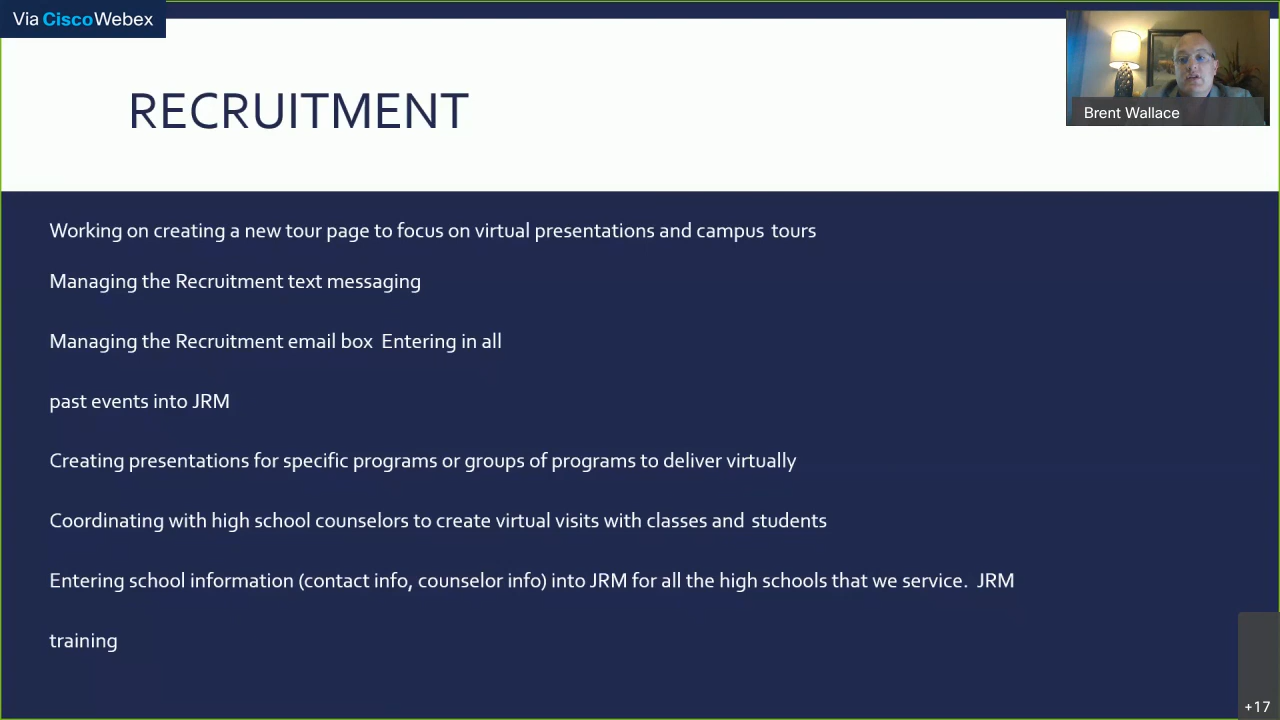 Via CiscoWebex
RECRUITMENT
Brent Wallace
Working on creating a new tour page to focus on virtual presentations and campus tours
Managing the Recruitment text messaging
Managing the Recruitment email box Entering in all
past events into JRM
Creating presentations for specific programs or groups of programs to deliver virtually
Coordinating with high school counselors to create virtual visits with classes and students
Entering school information (contact info, counselor info) into JRM for all the high schools that we service. JRM
training
+17